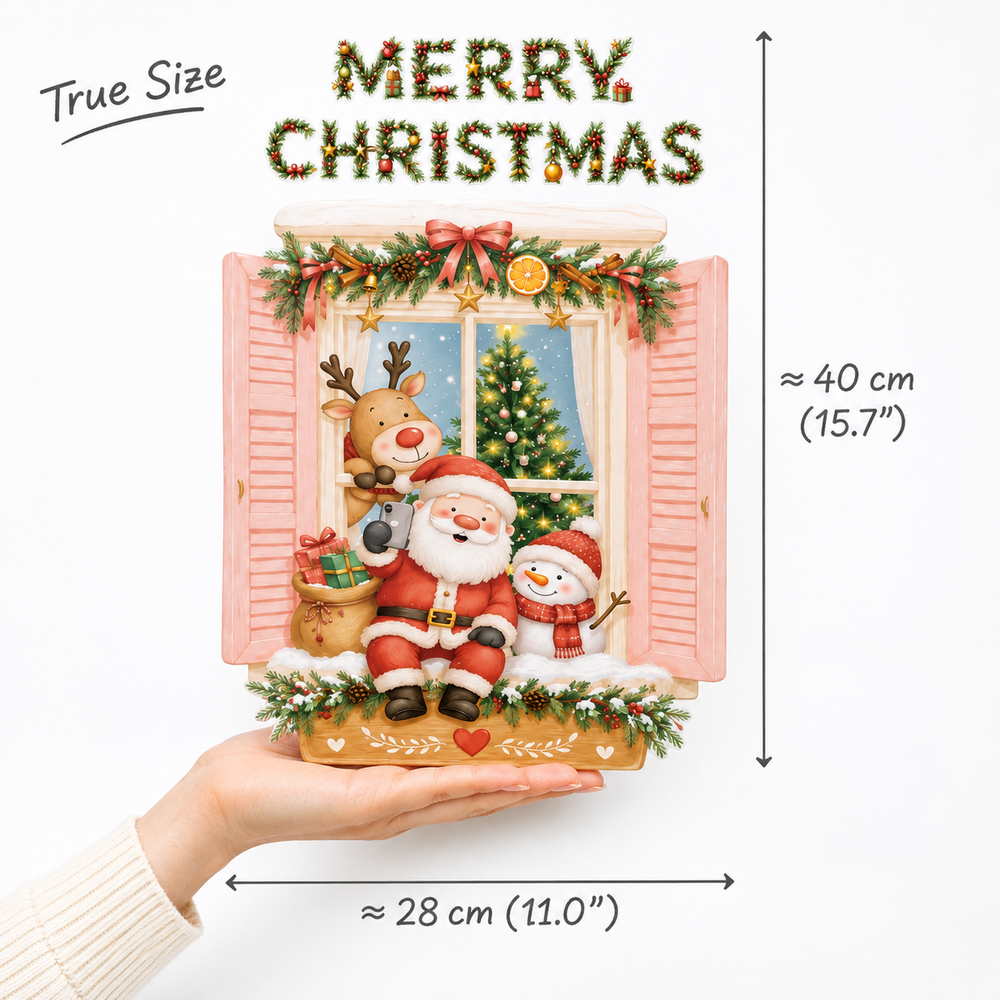 True Size
MERRY
CHRISTMAS
≈ 40 cm
(15.7")
≈ 28 cm (11.0")